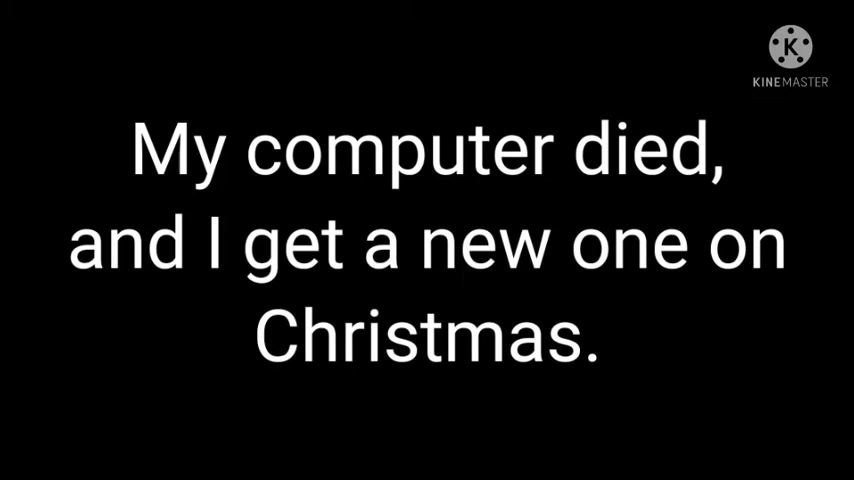 K
KINEMASTER
My computer died,
and I get a new one on
Christmas.